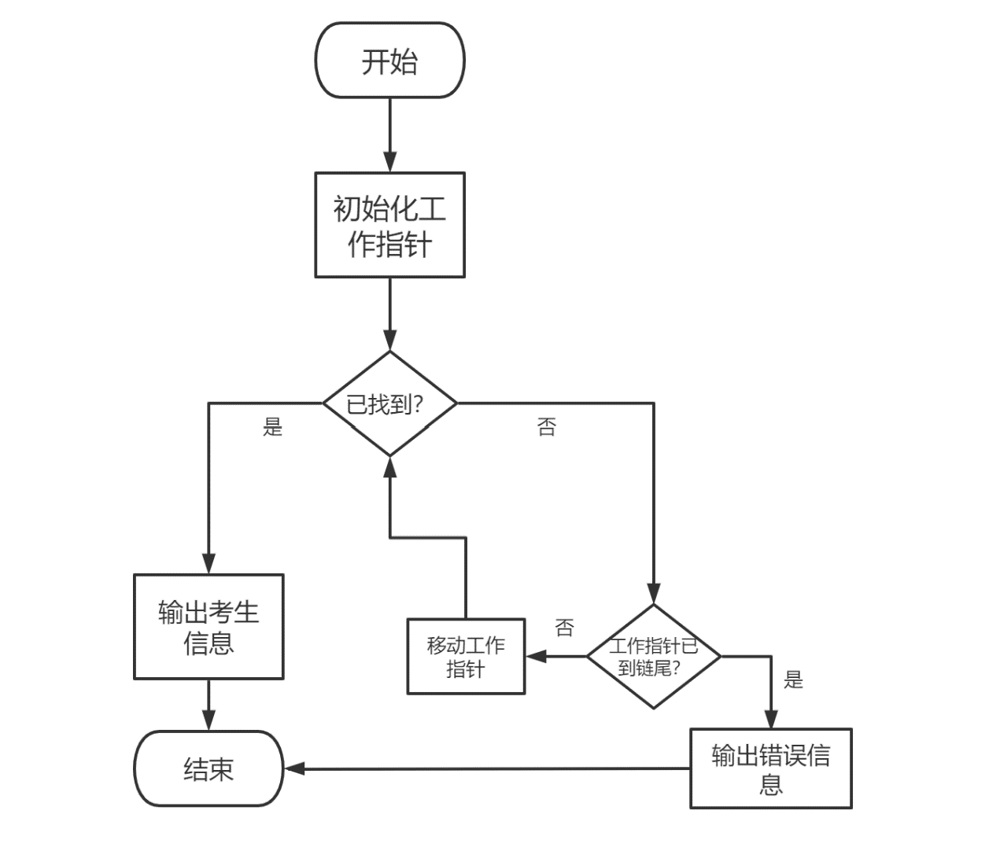 开始
初始化工
作指针
已找到?
是
否
输出考生
信息
移动工作
指针
否
工作指针已
到链尾?
是
输出错误信
息
结束